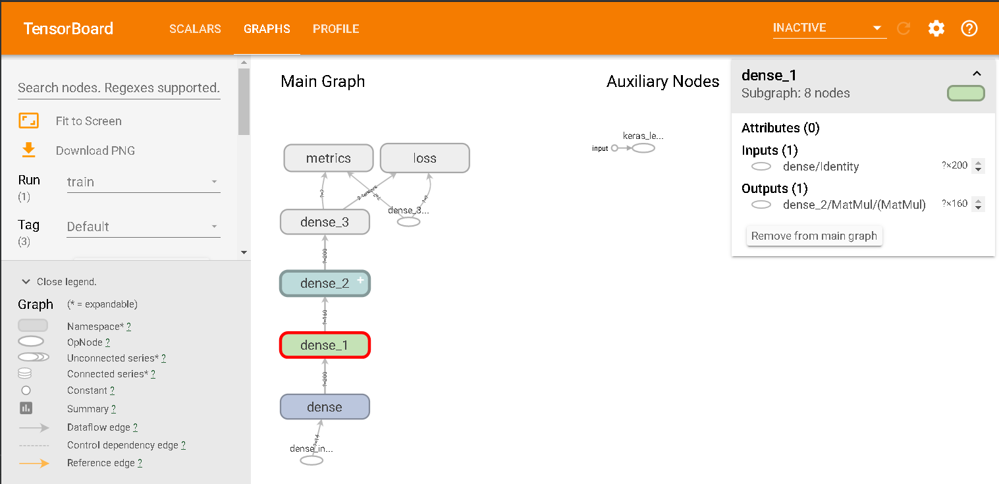 TensorBoard SCALARS GRAPHS PROFILE INACTIVE
Search nodes. Regexes supported.
Fit to Screen
Download PNG
Run
(1)
train
Tag
(3)
Default
Close legend.
Graph (* = expandable)
Namespace* ?
OpNode ?
Unconnected series* ?
Connected series* ?
Constant ?
Summary ?
Dataflow edge ?
Control dependency edge ?
Reference edge ?
Main Graph
metrics
loss
2 tensors
dense_3...
dense_3
?×200
dense_2
?×160
dense_1
?×200
dense
?×14
dense_in...
Auxiliary Nodes
keras_le...
input
dense_1
Subgraph: 8 nodes
Attributes (0)
Inputs (1)
dense/Identity ?×200
Outputs (1)
dense_2/MatMul/(MatMul) ?×160
Remove from main graph